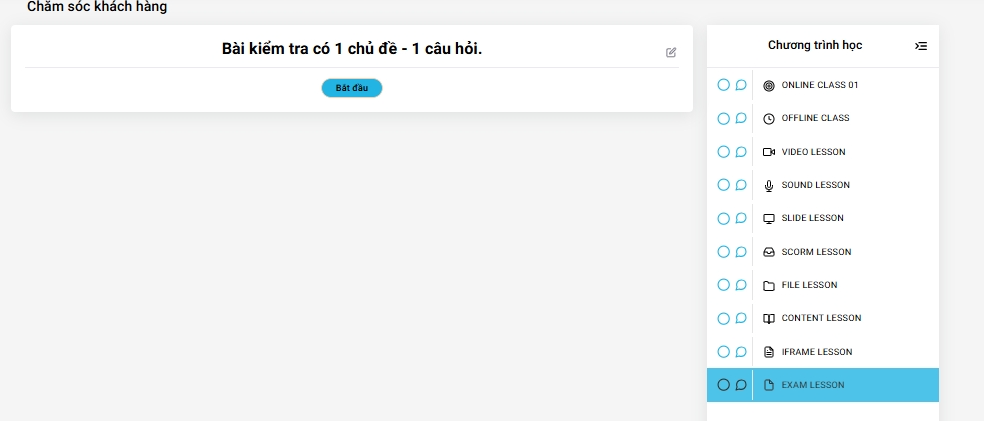 Chăm sóc khách hàng
Bài kiểm tra có 1 chủ đề - 1 câu hỏi.
Bắt đầu
Chương trình học
ONLINE CLASS 01
OFFLINE CLASS
VIDEO LESSON
SOUND LESSON
SLIDE LESSON
SCORM LESSON
FILE LESSON
CONTENT LESSON
IFRAME LESSON
EXAM LESSON